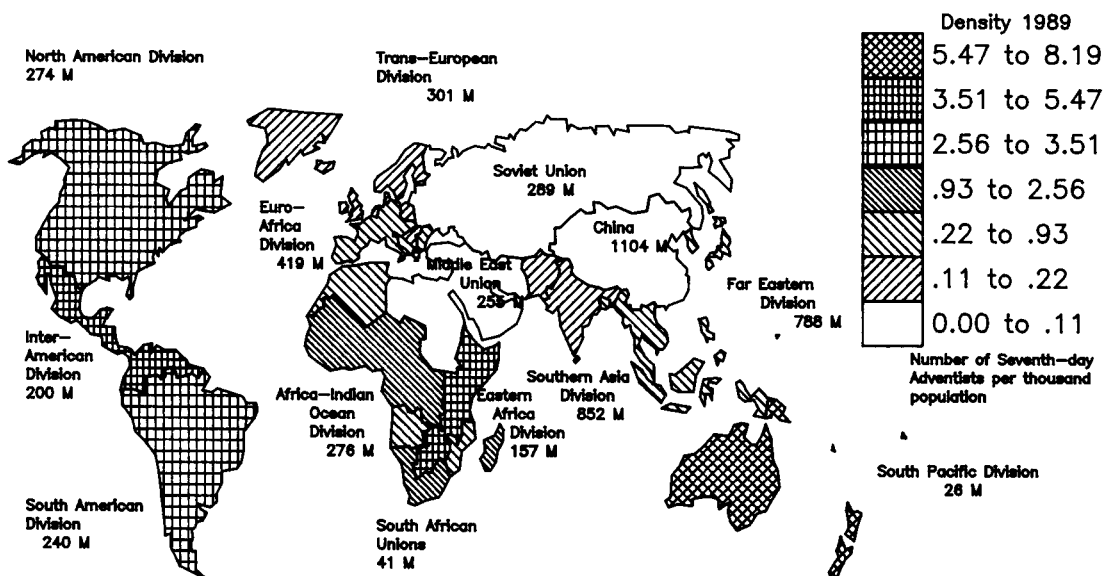 North American Division
274 M
Trans-European
Division
301 M
Density 1989
5.47 to 8.19
3.51 to 5.47
2.56 to 3.51
.93 to 2.56
.22 to .93
.11 to .22
0.00 to .11
Number of Seventh-day
Adventists per thousand
population
Soviet Union
289 M
Euro-
Africa
Division
419 M
China
1104 M
Middle East
Union
255 M
Far Eastern
Division
788 M
Inter-
American
Division
200 M
Africa-Indian
Ocean
Division
276 M
Eastern
Africa
Division
157 M
Southern Asia
Division
852 M
South Pacific Division
26 M
South American
Division
240 M
South African
Unions
41 M